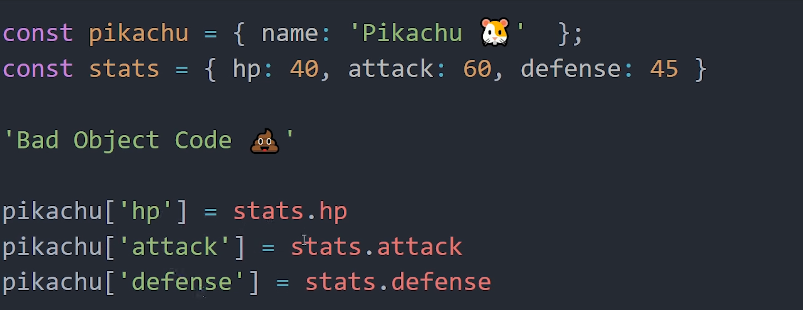 const pikachu = { name: 'Pikachu 🐹'  };
const stats = { hp: 40, attack: 60, defense: 45 }
'Bad Object Code 💩'
pikachu['hp'] = stats.hp
pikachu['attack'] = stats.attack
pikachu['defense'] = stats.defense